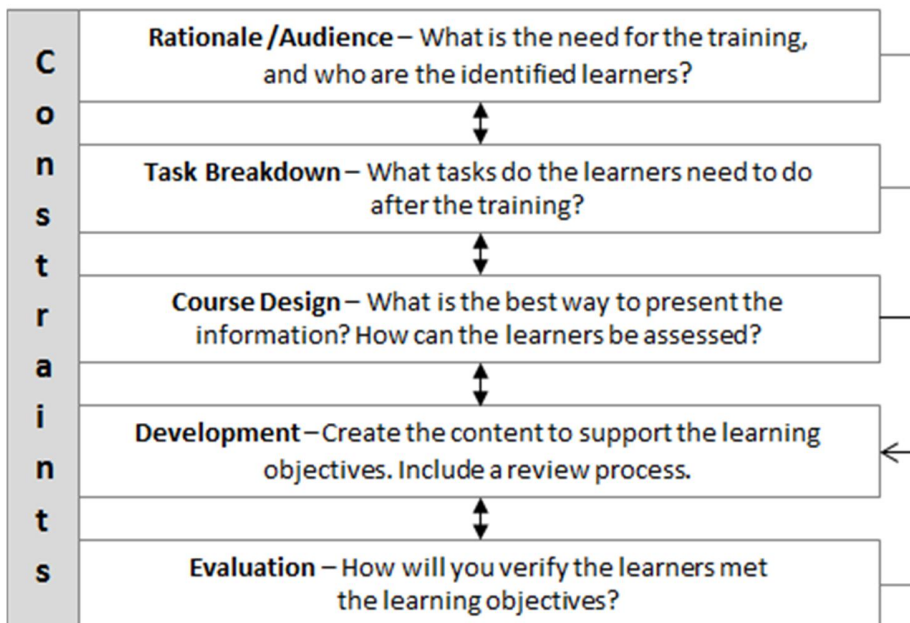 Constraints
Rationale/Audience – What is the need for the training,
and who are the identified learners?
Task Breakdown – What tasks do the learners need to do
after the training?
Course Design – What is the best way to present the
information? How can the learners be assessed?
Development – Create the content to support the learning
objectives. Include a review process.
Evaluation – How will you verify the learners met
the learning objectives?